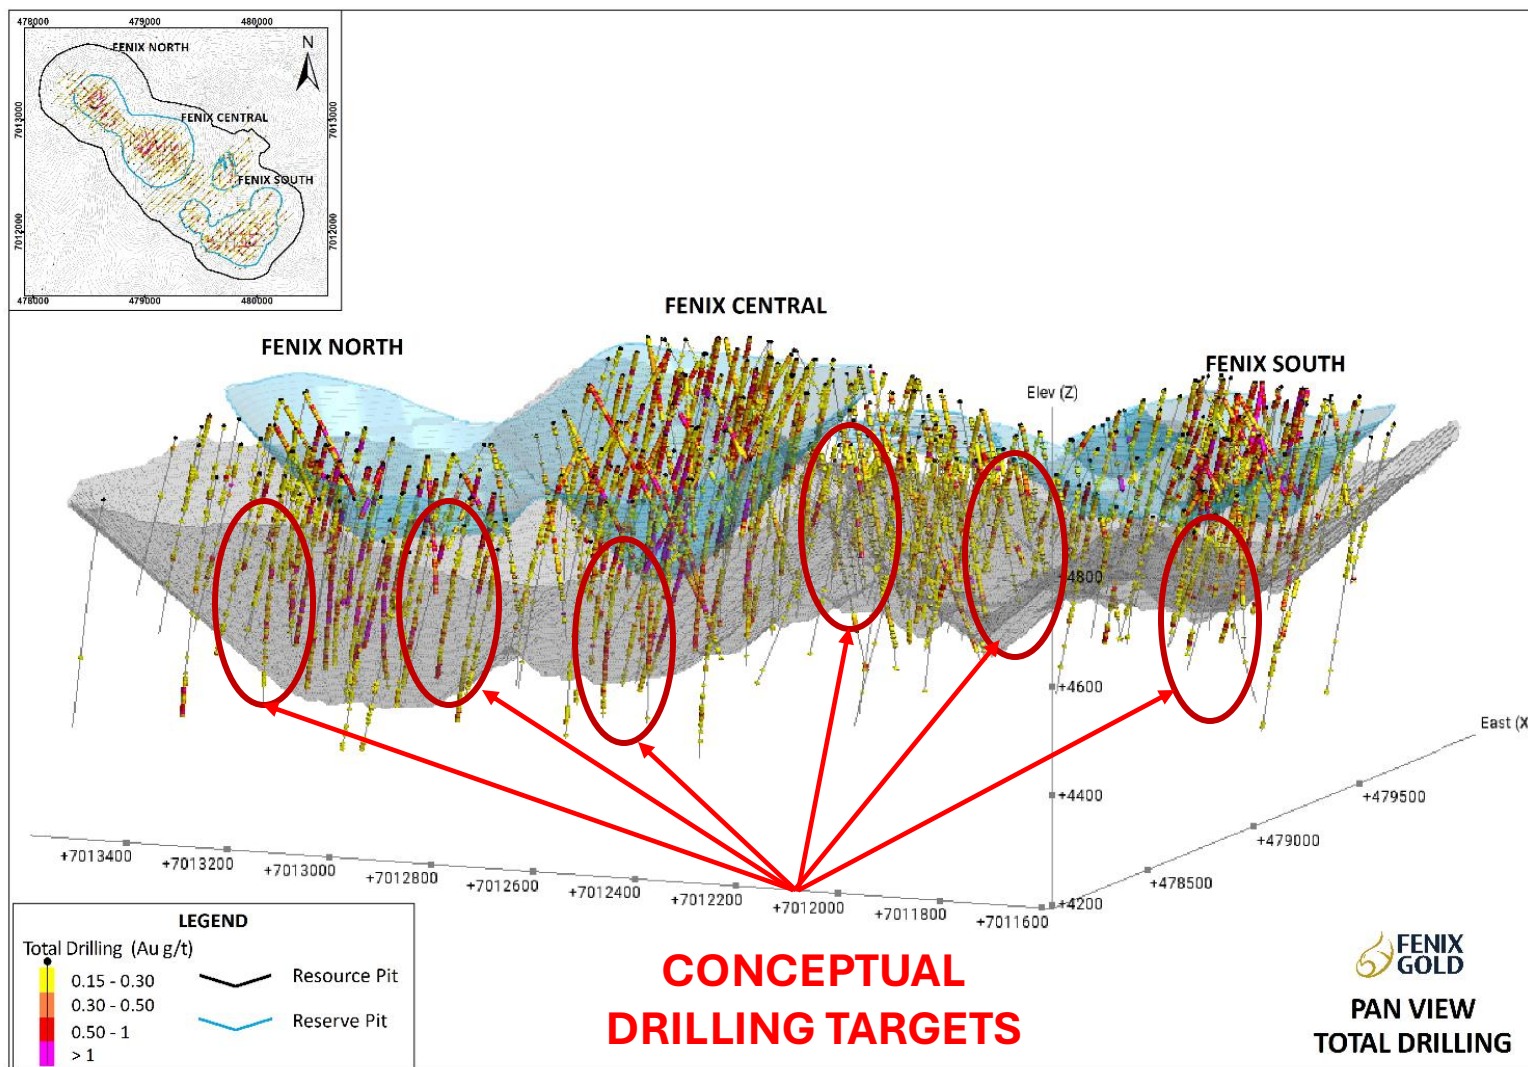 478000
479000
480000
FENIX NORTH
N
7013000
7013000
FENIX CENTRAL
FENIX SOUTH
7012000
7012000
478000
479000
480000
FENIX CENTRAL
FENIX NORTH
FENIX SOUTH
Elev (Z)
+4800
+4600
+4400
+4200
East (X
+479500
+479000
+478500
+7013400
+7013200
+7013000
+7012800
+7012600
+7012400
+7012200
+7012000
+7011800
+7011600
LEGEND
Total Drilling (Au g/t)
0.15 - 0.30
0.30 - 0.50
0.50 - 1
> 1
Resource Pit
Reserve Pit
CONCEPTUAL
DRILLING TARGETS
FENIX
GOLD
PAN VIEW
TOTAL DRILLING